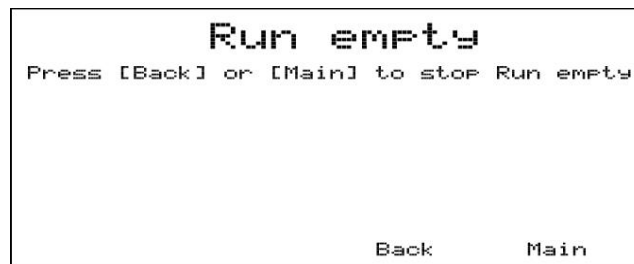 Run empty
Press [Back] or [Main] to stop Run empty
Back Main